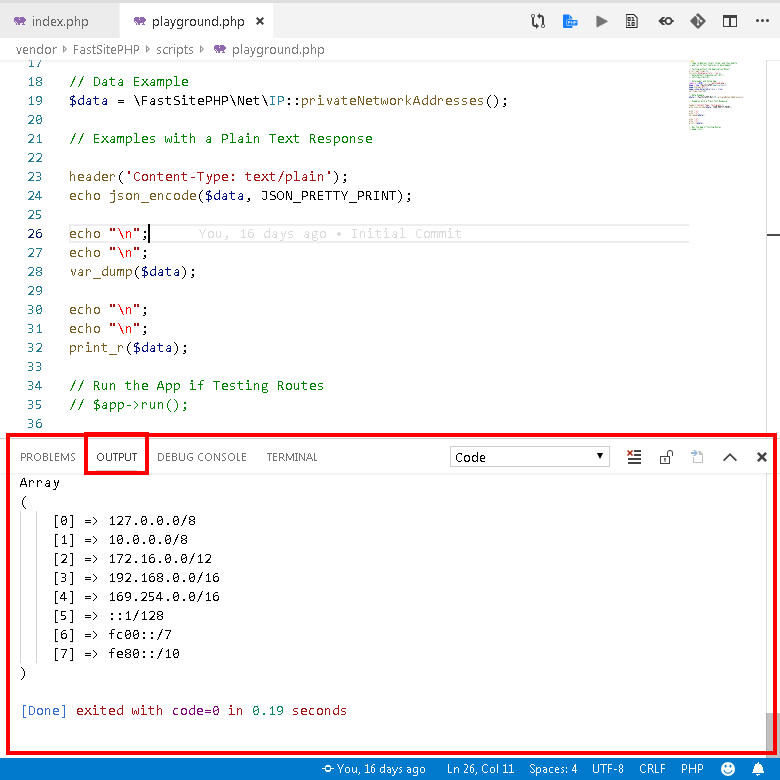 index.php
playground.php ×
vendor FastSitePHP scripts playground.php
17
18 // Data Example
19 $data = \FastSitePHP\Net\IP::privateNetworkAddresses();
20
21 // Examples with a Plain Text Response
22
23 header('Content-Type: text/plain');
24 echo json_encode($data, JSON_PRETTY_PRINT);
25
26 echo "\n"; You, 16 days ago • Initial Commit
27 echo "\n";
28 var_dump($data);
29
30 echo "\n";
31 echo "\n";
32 print_r($data);
33
34 // Run the App if Testing Routes
35 // $app->run();
36
PROBLEMS OUTPUT DEBUG CONSOLE TERMINAL Code
Array
(
[0] => 127.0.0.0/8
[1] => 10.0.0.0/8
[2] => 172.16.0.0/12
[3] => 192.168.0.0/16
[4] => 169.254.0.0/16
[5] => ::1/128
[6] => fc00::/7
[7] => fe80::/10
)
[Done] exited with code=0 in 0.19 seconds
You, 16 days ago Ln 26, Col 11 Spaces: 4 UTF-8 CRLF PHP